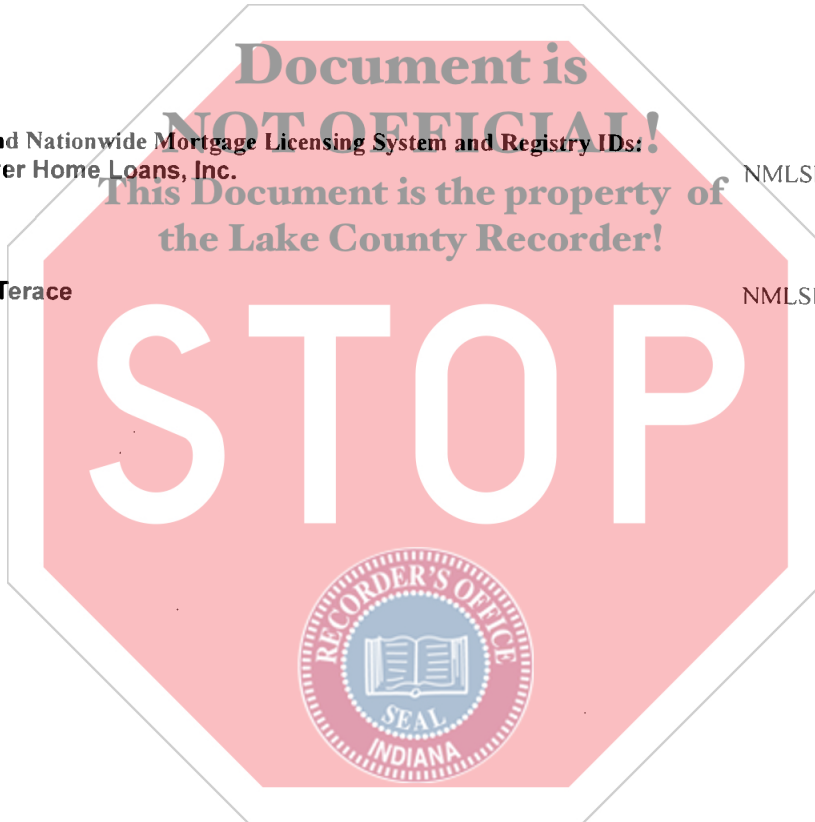 Document is
NOT OFFICIAL!
nd Nationwide Mortgage Licensing System and Registry IDs:
er Home Loans, Inc. NMLS
This Document is the property of
the Lake County Recorder!
Terace NMLS
STOP
RECORDER'S OFFICE
SEAL
INDIANA